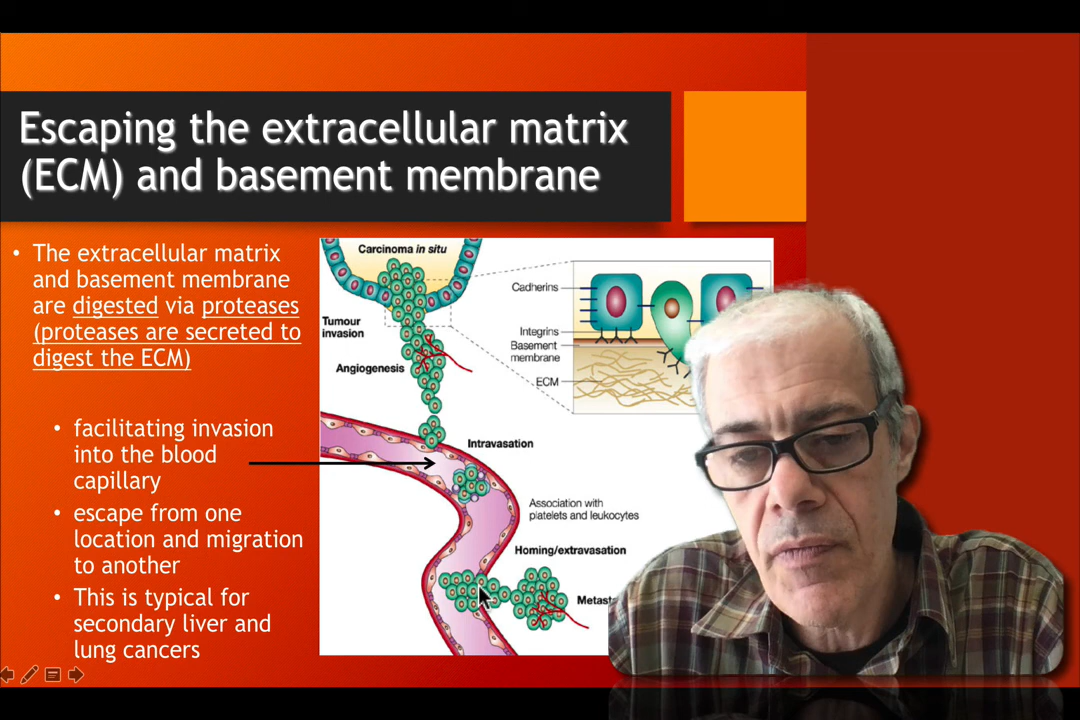 Escaping the extracellular matrix
(ECM) and basement membrane
• The extracellular matrix
and basement membrane
are digested via proteases
(proteases are secreted to
digest the ECM)
• facilitating invasion
into the blood
capillary
• escape from one
location and migration
to another
• This is typical for
secondary liver and
lung cancers
Carcinoma in situ
Tumour
invasion
Angiogenesis
Cadherins
Integrins
Basement
membrane
ECM
Intravasation
Association with
platelets and leukocytes
Homing/extravasation